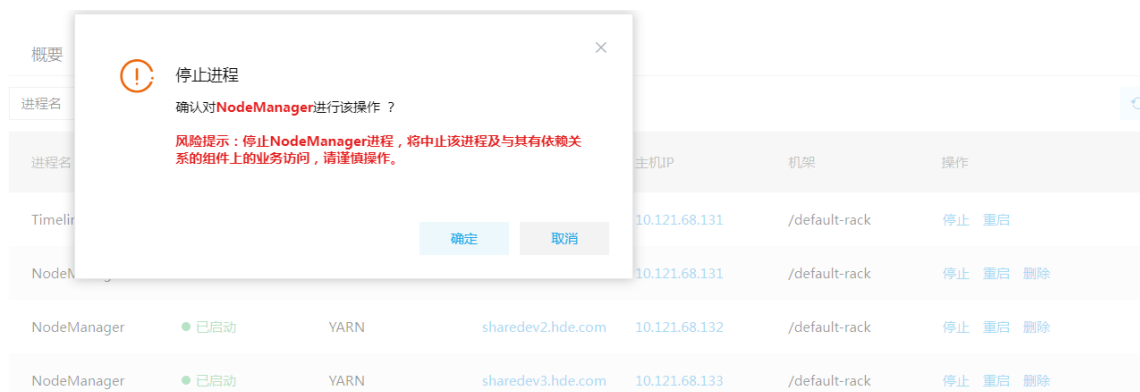 概要
停止进程
确认对NodeManager进行该操作 ？
风险提示：停止NodeManager进程，将中止该进程及与其有依赖关
系的组件上的业务访问，请谨慎操作。
确定 取消
进程名
进程名 主机IP 机架 操作
Timelin 10.121.68.131 /default-rack 停止 重启
NodeManager 10.121.68.131 /default-rack 停止 重启 删除
NodeManager 已启动 YARN sharedev2.hde.com 10.121.68.132 /default-rack 停止 重启 删除
NodeManager 已启动 YARN sharedev3.hde.com 10.121.68.133 /default-rack 停止 重启 删除